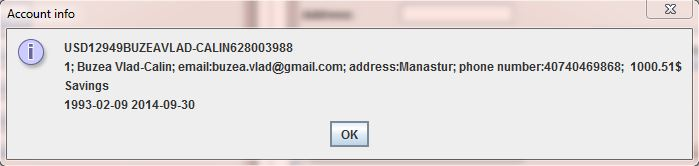 Account info
Address:
USD12949BUZEAVLAD-CALIN628003988
1; Buzea Vlad-Calin; email:buzea.vlad@gmail.com; address:Manastur; phone number:40740469868;  1000.51$
Savings
1993-02-09 2014-09-30
OK